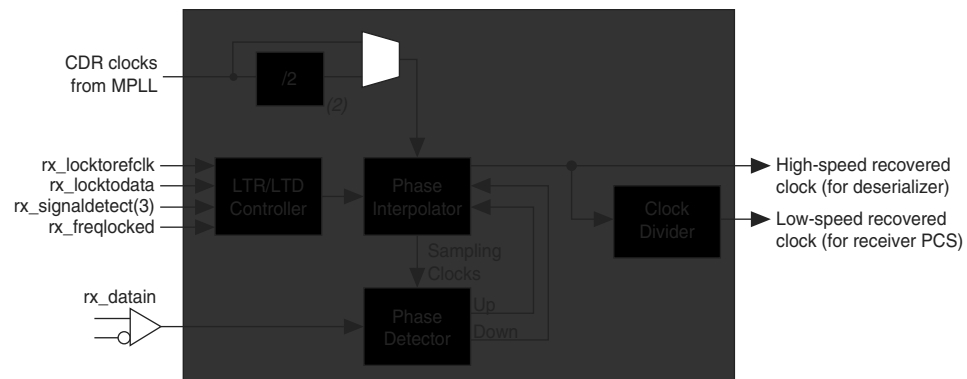 CDR clocks
from MPLL
/2
(2)
rx_locktorefclk
rx_locktodata
rx_signaldetect(3)
rx_freqlocked
LTR/LTD
Controller
Phase
Interpolator
High-speed recovered
clock (for deserializer)
Clock
Divider
Low-speed recovered
clock (for receiver PCS)
Sampling
Clocks
rx_datain
Phase
Detector
Up
Down